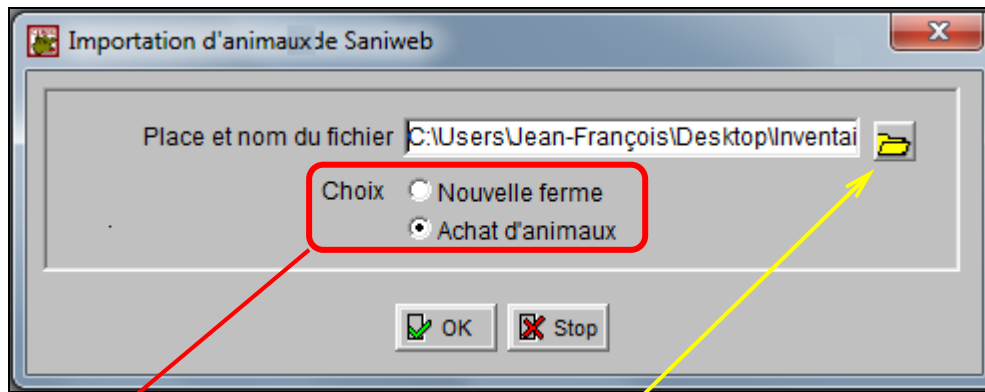 Importation d'animaux de Saniweb
Place et nom du fichier C:\Users\Jean-François\Desktop\Inventai
Choix Nouvelle ferme
Achat d'animaux
OK Stop